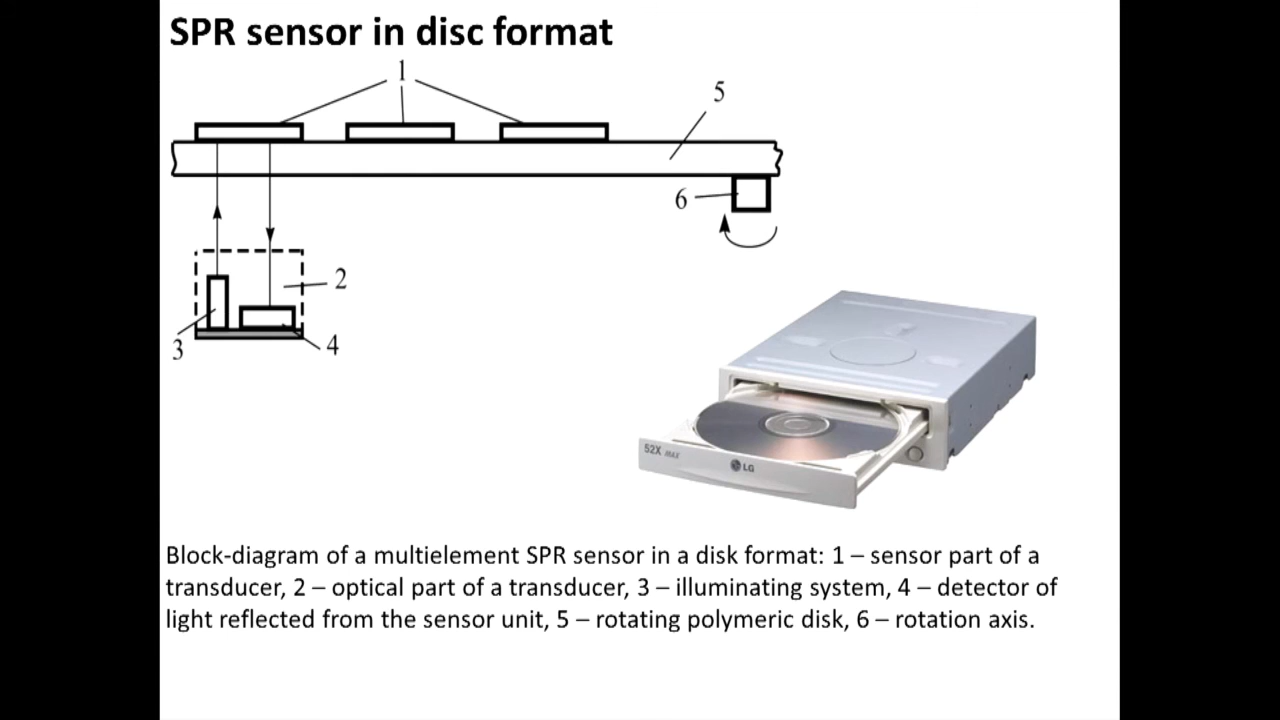 SPR sensor in disc format
1
5
6
2
3
4
52X MAX
LG
Block-diagram of a multielement SPR sensor in a disk format: 1 – sensor part of a
transducer, 2 – optical part of a transducer, 3 – illuminating system, 4 – detector of
light reflected from the sensor unit, 5 – rotating polymeric disk, 6 – rotation axis.